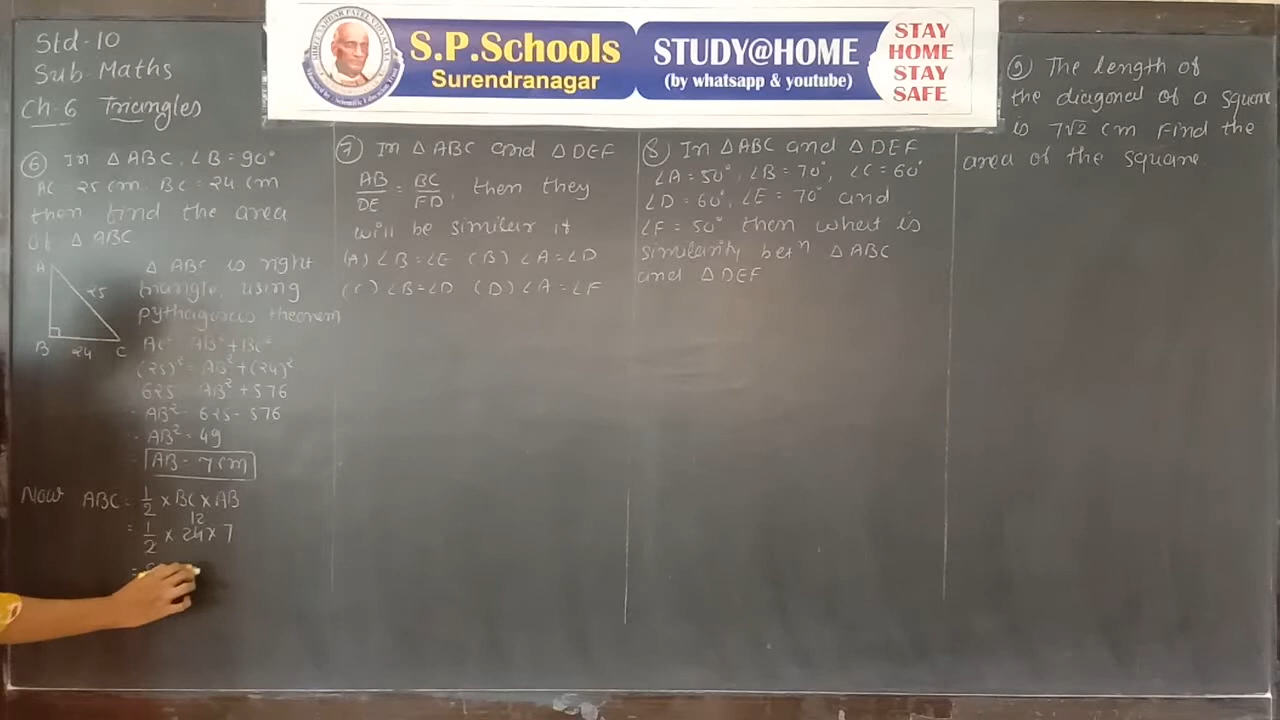 Std-10
Sub-Maths
Ch-6 Triangles
S.P.Schools
Surendranagar
STUDY@HOME
(by whatsapp & youtube)
STAY
HOME
STAY
SAFE
⑥ In △ ABC, ∠B = 90°
AC = 25 cm BC = 24 cm
then find the area
of △ ABC
A
25
B 24 C
△ ABC is right
triangle, using
pythagorus theorem
AC² = AB² + BC²
(25)² = AB² + (24)²
625 = AB² + 576
AB² = 625 - 576
AB² = 49
AB = 7 cm
Now ABC = 1/2 × BC × AB
= 1/2 × 24 × 7
12
=
⑦ In △ ABC and △ DEF
AB/DE = BC/FD, then they
will be similar if
(A) ∠B = ∠E (B) ∠A = ∠D
(C) ∠B = ∠D (D) ∠A = ∠F
⑧ In △ABC and △DEF
∠A = 50°, ∠B = 70°, ∠C = 60°
∠D = 60°, ∠E = 70° and
∠F = 50° then what is
similarity betⁿ △ABC
and △DEF
⑨ The length of
the diagonal of a square
is 7√2 cm Find the
area of the square